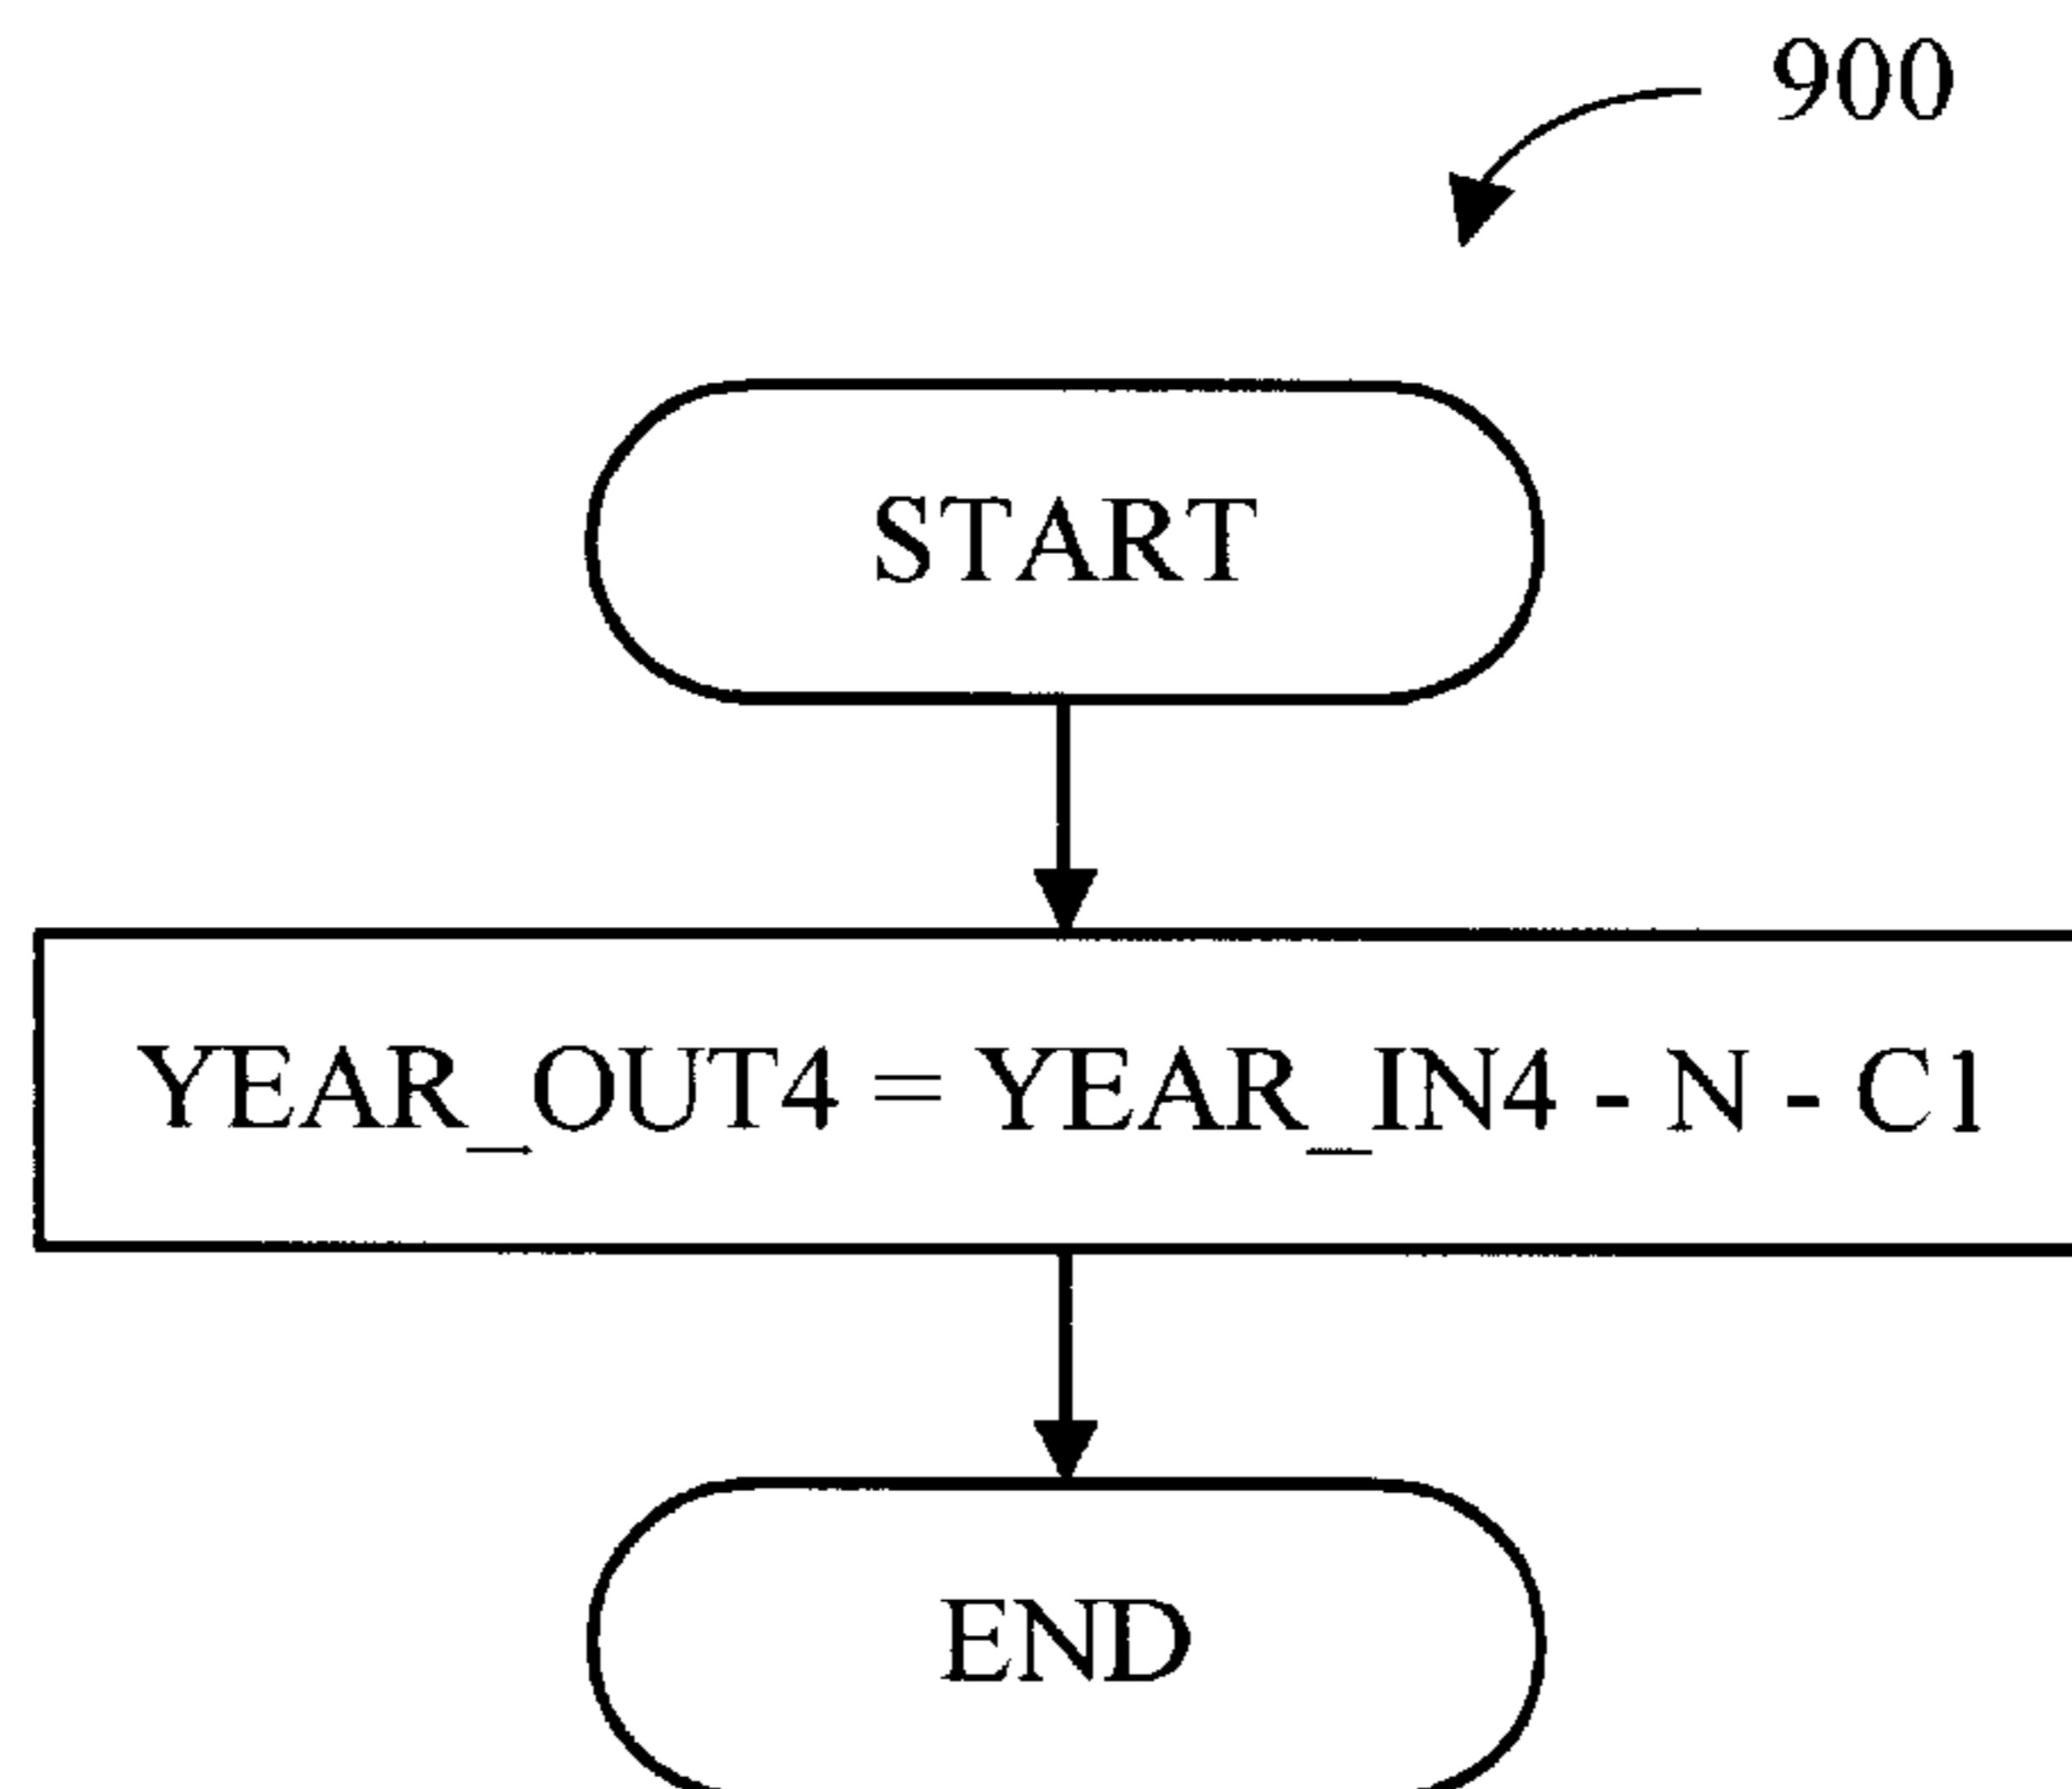 900
START
YEAR_OUT4 = YEAR_IN4 - N - C1
END